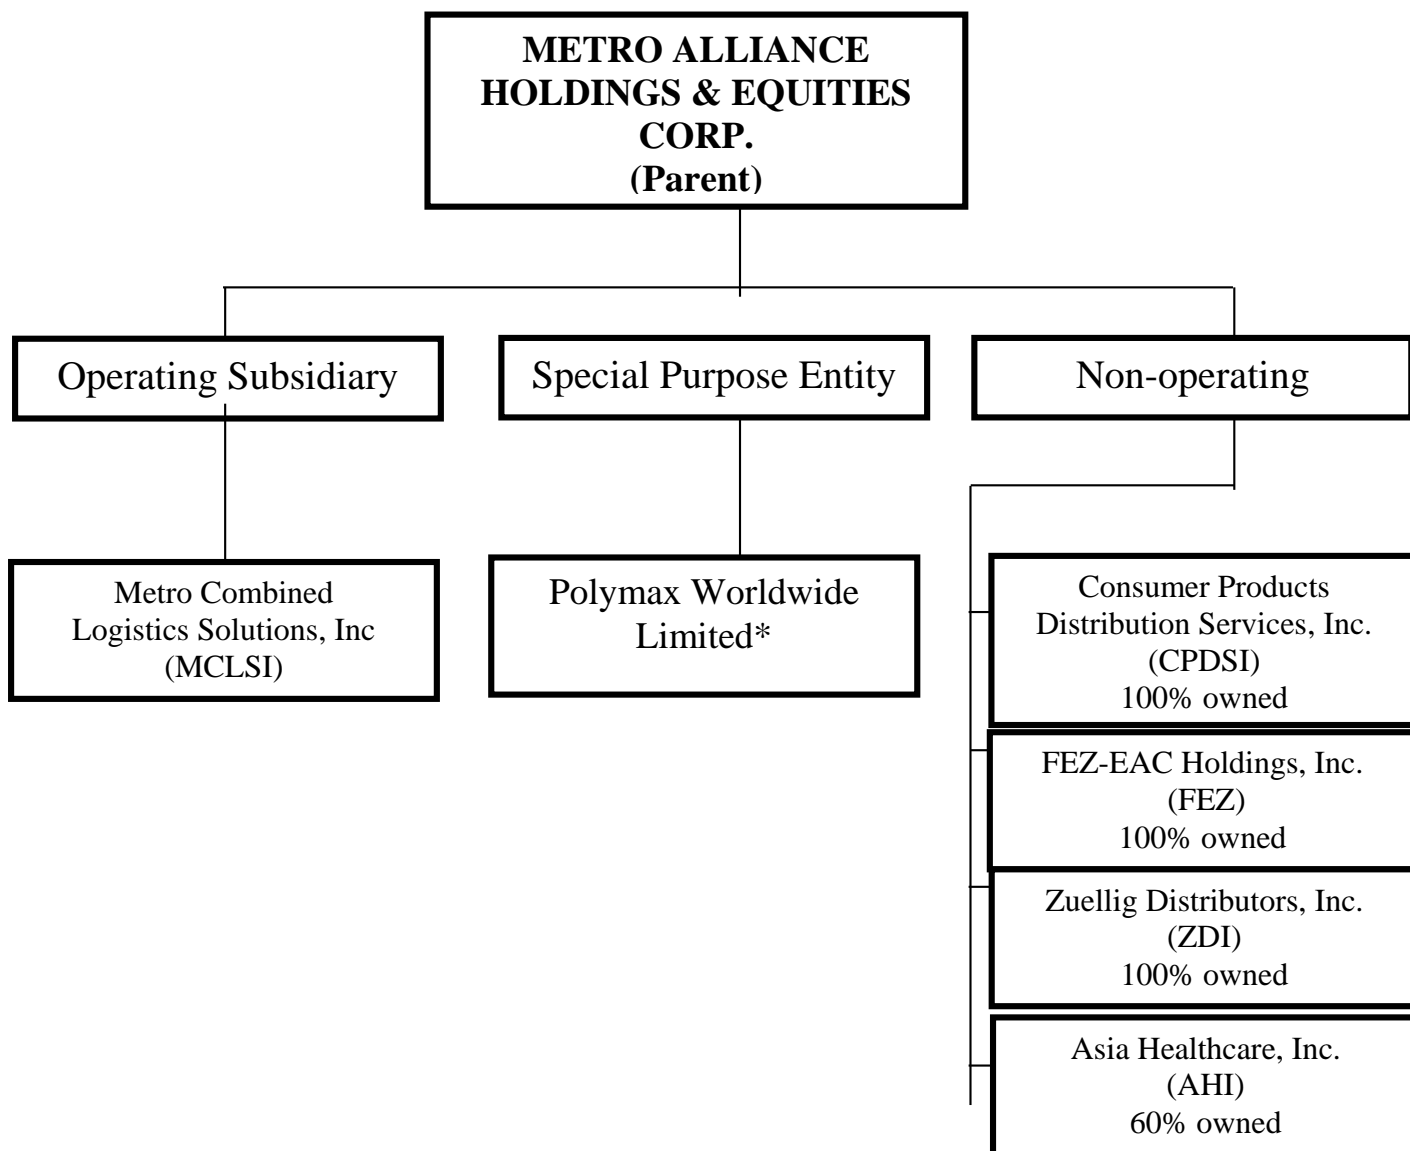 METRO ALLIANCE
HOLDINGS & EQUITIES
CORP.
(Parent)
Operating Subsidiary
Special Purpose Entity
Non-operating
Metro Combined
Logistics Solutions, Inc
(MCLSI)
Polymax Worldwide
Limited*
Consumer Products
Distribution Services, Inc.
(CPDSI)
100% owned
FEZ-EAC Holdings, Inc.
(FEZ)
100% owned
Zuellig Distributors, Inc.
(ZDI)
100% owned
Asia Healthcare, Inc.
(AHI)
60% owned